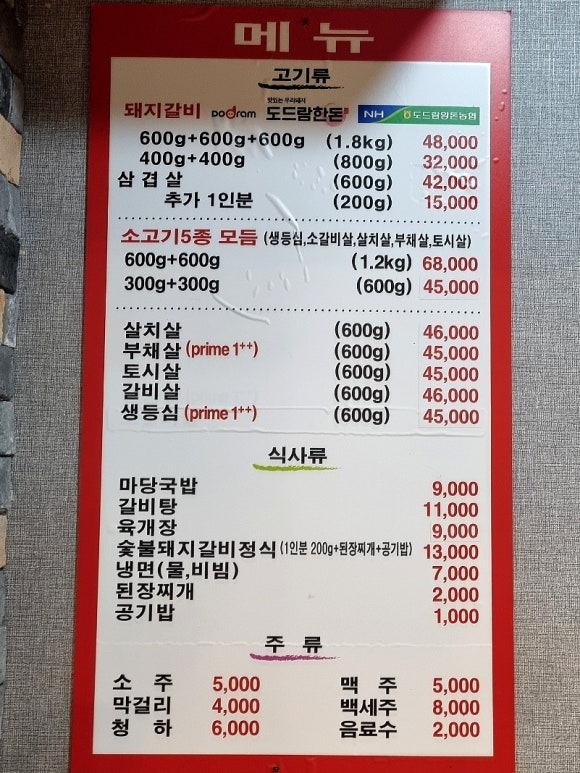 메 뉴
고기류
돼지갈비 Dodram 맛있는 우리돼지 도드람한돈 NH 도드람양돈농협
600g+600g+600g (1.8kg) 48,000
400g+400g (800g) 32,000
삼 겹 살 (600g) 42,000
추가 1인분 (200g) 15,000
소고기5종 모듬 (생등심,소갈비살,살치살,부채살,토시살)
600g+600g (1.2kg) 68,000
300g+300g (600g) 45,000
살치살 (600g) 46,000
부채살 (prime 1++) (600g) 45,000
토시살 (600g) 45,000
갈비살 (600g) 46,000
생등심 (prime 1++) (600g) 45,000
식사류
마당국밥 9,000
갈비탕 11,000
육개장 9,000
숯불돼지갈비정식 (1인분 200g+된장찌개+공기밥) 13,000
냉면(물,비빔) 7,000
된장찌개 2,000
공기밥 1,000
주 류
소 주 5,000 맥 주 5,000
막걸리 4,000 백세주 8,000
청 하 6,000 음료수 2,000